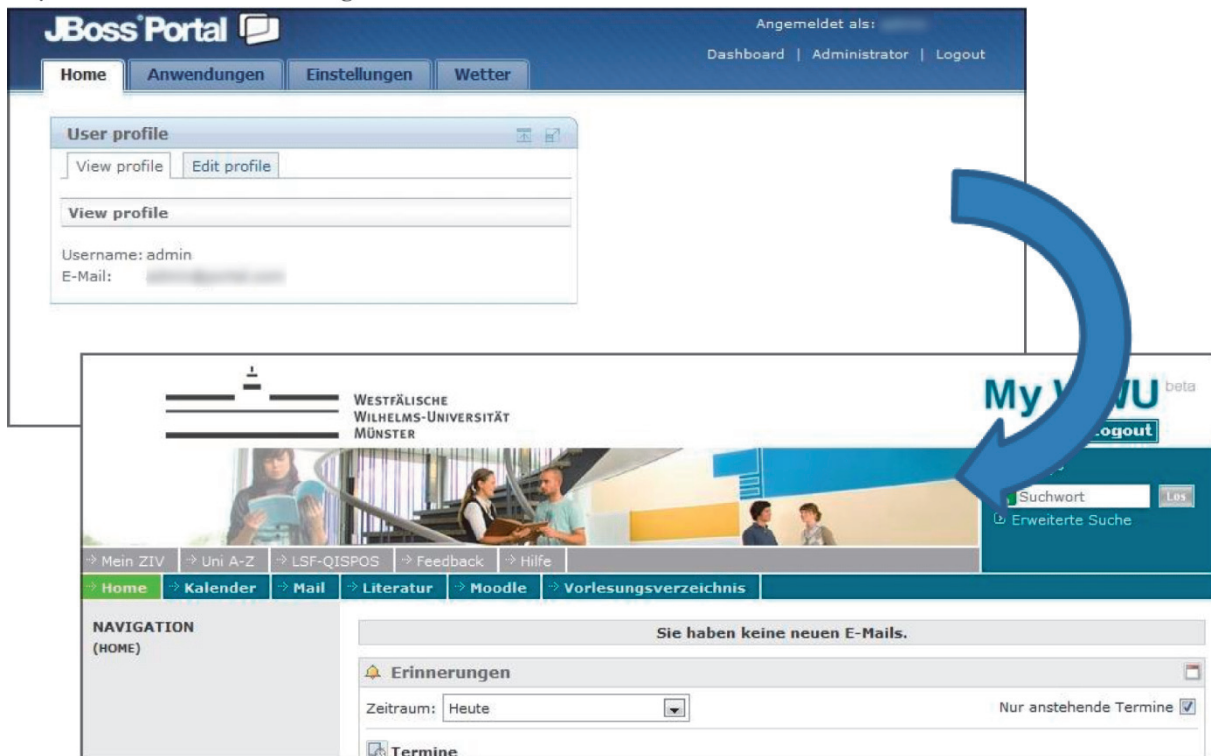 JBoss Portal
Angemeldet als:
Dashboard | Administrator | Logout
Home Anwendungen Einstellungen Wetter
User profile
View profile Edit profile
View profile
Username: admin
E-Mail:
WESTFÄLISCHE
WILHELMS-UNIVERSITÄT
MÜNSTER
My
beta
Logout
Suchwort Los
Erweiterte Suche
Mein ZIV Uni A-Z LSF-QISPOS Feedback Hilfe
Home Kalender Mail Literatur Moodle Vorlesungsverzeichnis
NAVIGATION
(HOME)
Sie haben keine neuen E-Mails.
Erinnerungen
Zeitraum: Heute Nur anstehende Termine
Termine